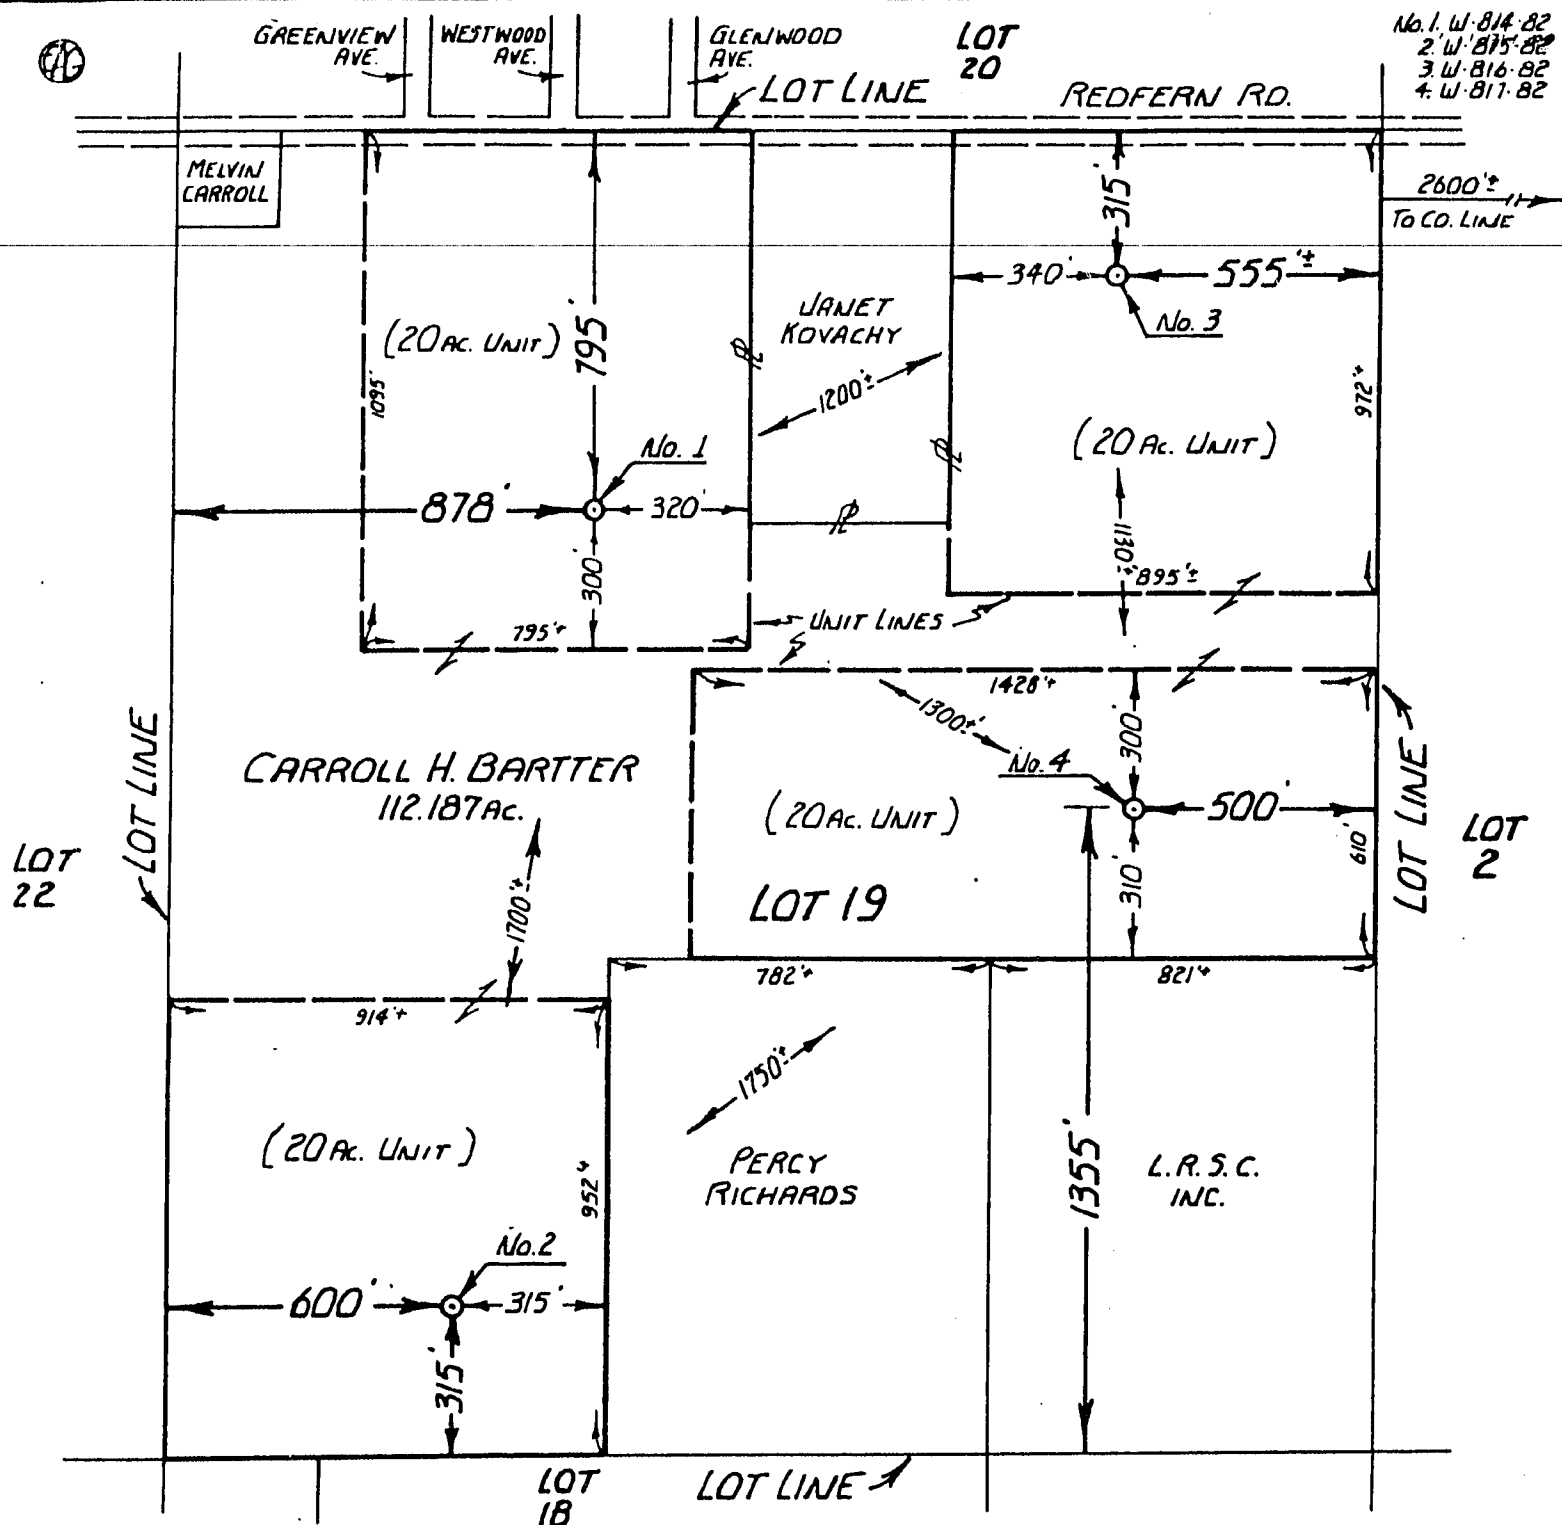 GREENVIEW
AVE.
WESTWOOD
AVE.
GLENWOOD
AVE.
LOT
20
No. 1. W-814-82
2. W-815-82
3. W-816-82
4. W-817-82
LOT LINE
REDFERN RD.
MELVIN
CARROLL
2600'±
TO CO. LINE
315'
340'
555'±
No. 3
JANET
KOVACHY
(20 AC. UNIT)
795'
1095'
1200'±
972'±
(20 AC. UNIT)
No. 1
878'
320'
300'
1130'±
895'±
795'±
UNIT LINES
1428'±
1300'±
300'
No. 4
LOT LINE
CARROLL H. BARTTER
112.187 AC.
(20 AC. UNIT)
500'
LOT LINE
LOT
22
LOT
2
610'
310'
LOT 19
1700'±
782'±
821'±
914'±
1750'±
(20 AC. UNIT)
952'±
PERCY
RICHARDS
1355'
L.R.S.C.
INC.
No. 2
600'
315'
315'
LOT
18
LOT LINE